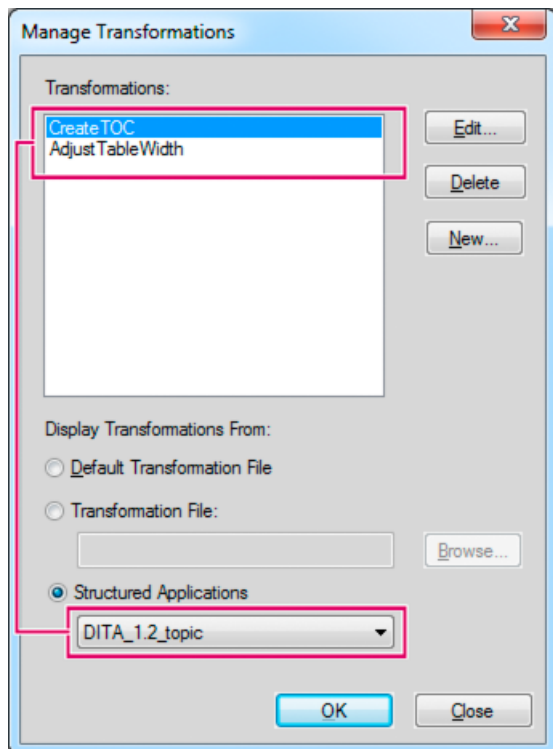 Manage Transformations
Transformations:
CreateTOC
AdjustTableWidth
Edit...
Delete
New...
Display Transformations From:
Default Transformation File
Transformation File:
Browse...
Structured Applications
DITA_1.2_topic
OK
Close